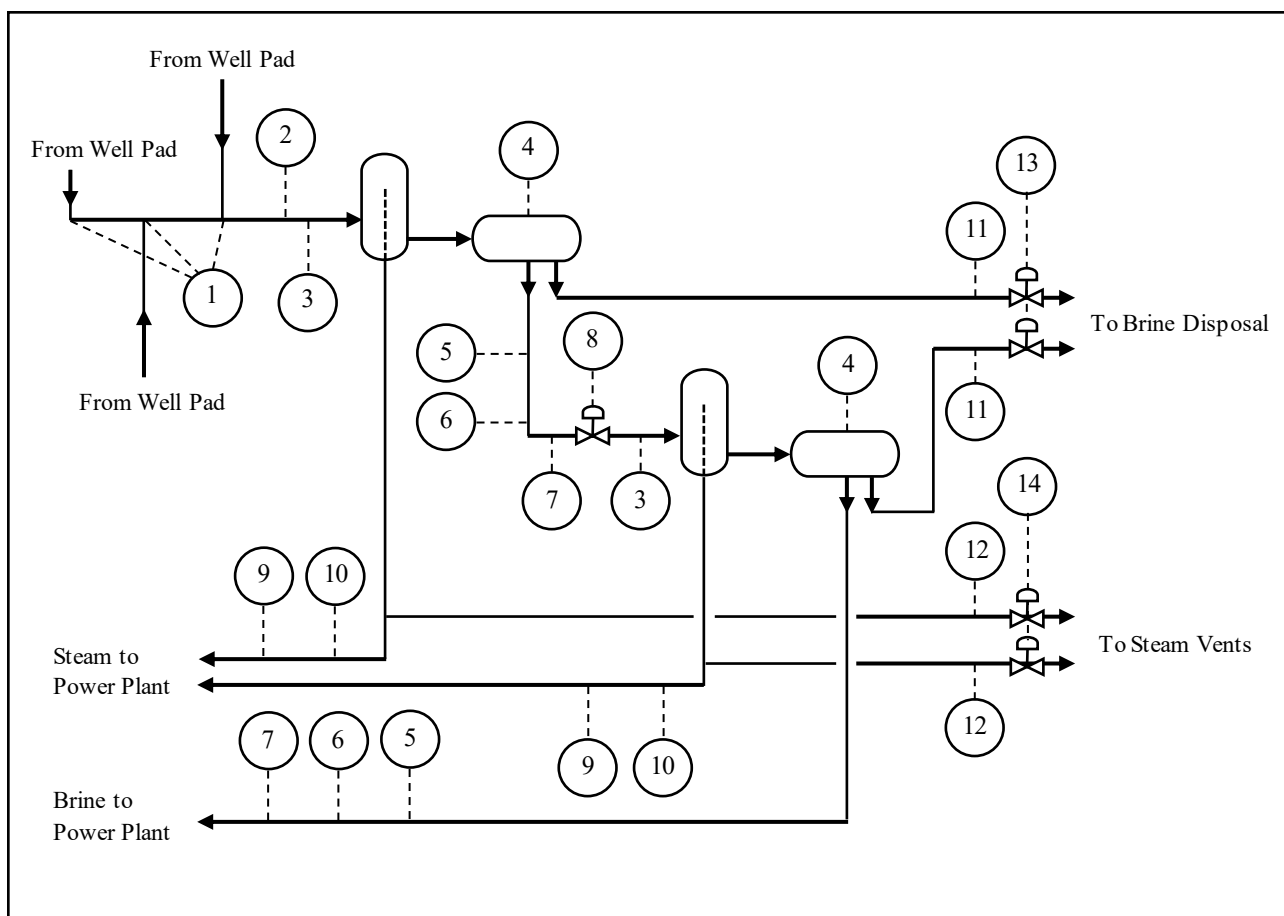 From Well Pad
2
4
From Well Pad
13
11
1
3
To Brine Disposal
8
5
4
From Well Pad
11
6
7
3
14
12
9
10
Steam to
Power Plant
To Steam Vents
12
7
6
5
9
10
Brine to
Power Plant